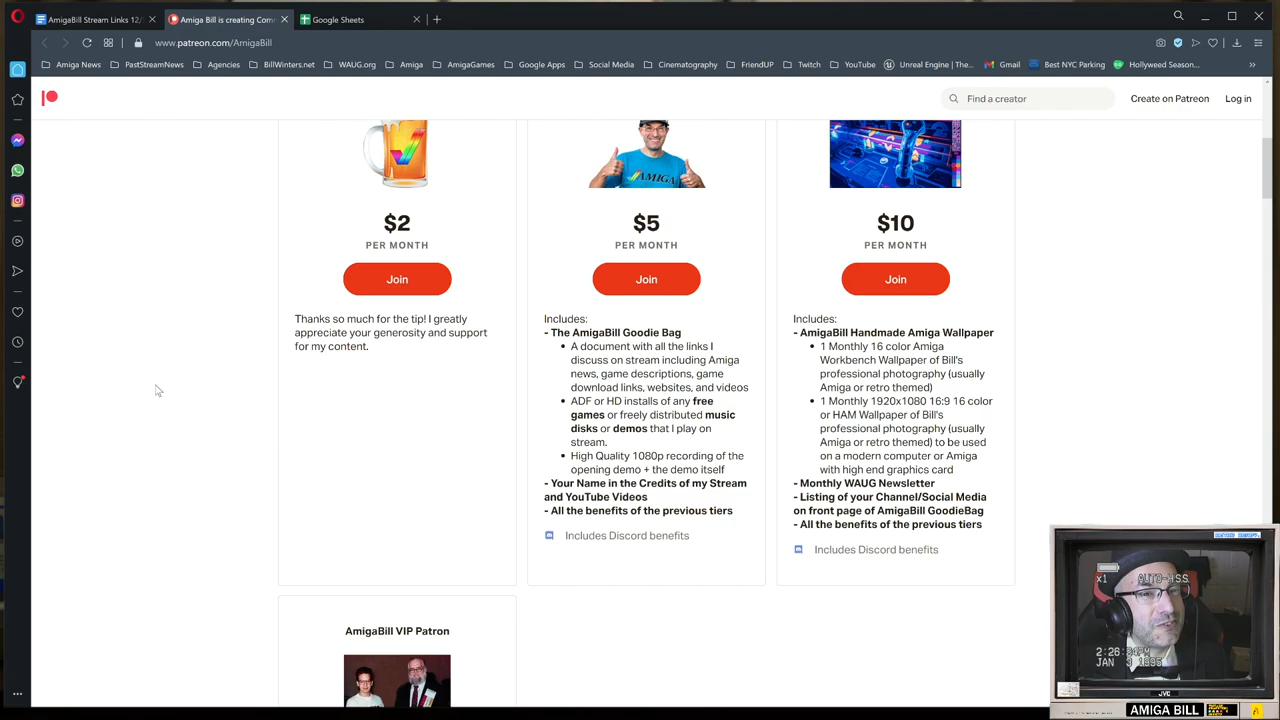 AmigaBill Stream Links 12/
Amiga Bill is creating Com
Google Sheets
www.patreon.com/AmigaBill
Amiga News
PastStreamNews
Agencies
BillWinters.net
WAUG.org
Amiga
AmigaGames
Google Apps
Social Media
Cinematography
FriendUP
Twitch
YouTube
Unreal Engine | The...
Gmail
Best NYC Parking
Hollyweed Season...
Find a creator
Create on Patreon
Log in
AMIGA
$2
PER MONTH
Join
Thanks so much for the tip! I greatly
appreciate your generosity and support
for my content.
$5
PER MONTH
Join
Includes:
- The AmigaBill Goodie Bag
• A document with all the links I
discuss on stream including Amiga
news, game descriptions, game
download links, websites, and videos
• ADF or HD installs of any free
games or freely distributed music
disks or demos that I play on
stream.
• High Quality 1080p recording of the
opening demo + the demo itself
- Your Name in the Credits of my Stream
and YouTube Videos
- All the benefits of the previous tiers
Includes Discord benefits
$10
PER MONTH
Join
Includes:
- AmigaBill Handmade Amiga Wallpaper
• 1 Monthly 16 color Amiga
Workbench Wallpaper of Bill's
professional photography (usually
Amiga or retro themed)
• 1 Monthly 1920x1080 16:9 16 color
or HAM Wallpaper of Bill's
professional photography (usually
Amiga or retro themed) to be used
on a modern computer or Amiga
with high end graphics card
- Monthly WAUG Newsletter
- Listing of your Channel/Social Media
on front page of AmigaBill GoodieBag
- All the benefits of the previous tiers
Includes Discord benefits
AmigaBill VIP Patron
x1 AUTO-H.S.S.
JVC
AMIGA BILL